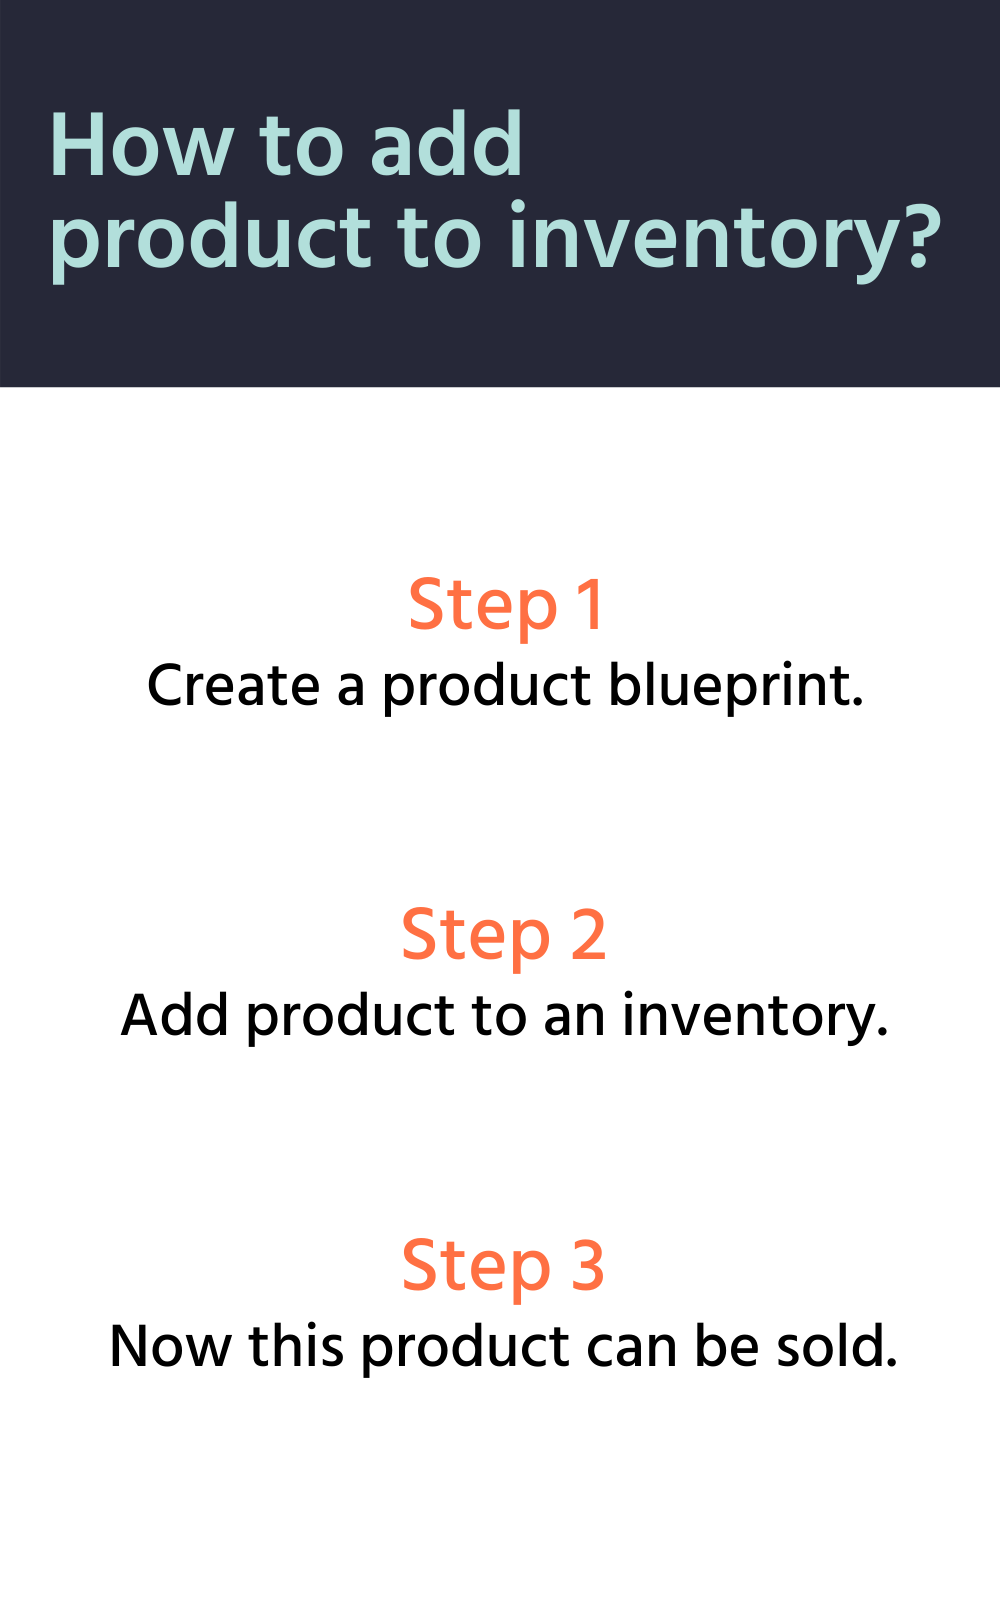 How to add
product to inventory?
Step 1
Create a product blueprint.
Step 2
Add product to an inventory.
Step 3
Now this product can be sold.